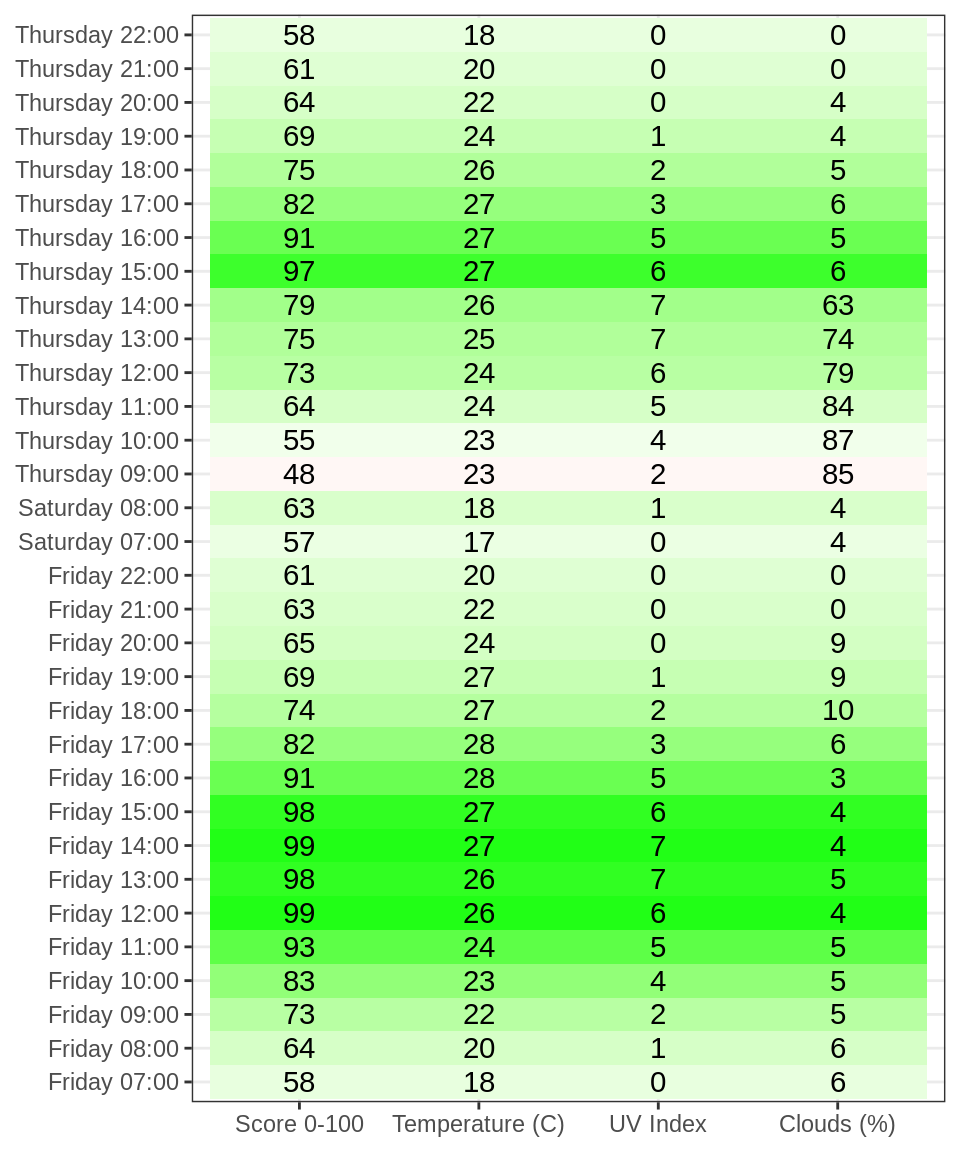 Thursday 22:00 58 18 0 0
Thursday 21:00 61 20 0 0
Thursday 20:00 64 22 0 4
Thursday 19:00 69 24 1 4
Thursday 18:00 75 26 2 5
Thursday 17:00 82 27 3 6
Thursday 16:00 91 27 5 5
Thursday 15:00 97 27 6 6
Thursday 14:00 79 26 7 63
Thursday 13:00 75 25 7 74
Thursday 12:00 73 24 6 79
Thursday 11:00 64 24 5 84
Thursday 10:00 55 23 4 87
Thursday 09:00 48 23 2 85
Saturday 08:00 63 18 1 4
Saturday 07:00 57 17 0 4
Friday 22:00 61 20 0 0
Friday 21:00 63 22 0 0
Friday 20:00 65 24 0 9
Friday 19:00 69 27 1 9
Friday 18:00 74 27 2 10
Friday 17:00 82 28 3 6
Friday 16:00 91 28 5 3
Friday 15:00 98 27 6 4
Friday 14:00 99 27 7 4
Friday 13:00 98 26 7 5
Friday 12:00 99 26 6 4
Friday 11:00 93 24 5 5
Friday 10:00 83 23 4 5
Friday 09:00 73 22 2 5
Friday 08:00 64 20 1 6
Friday 07:00 58 18 0 6
Score 0-100 Temperature (C) UV Index Clouds (%)